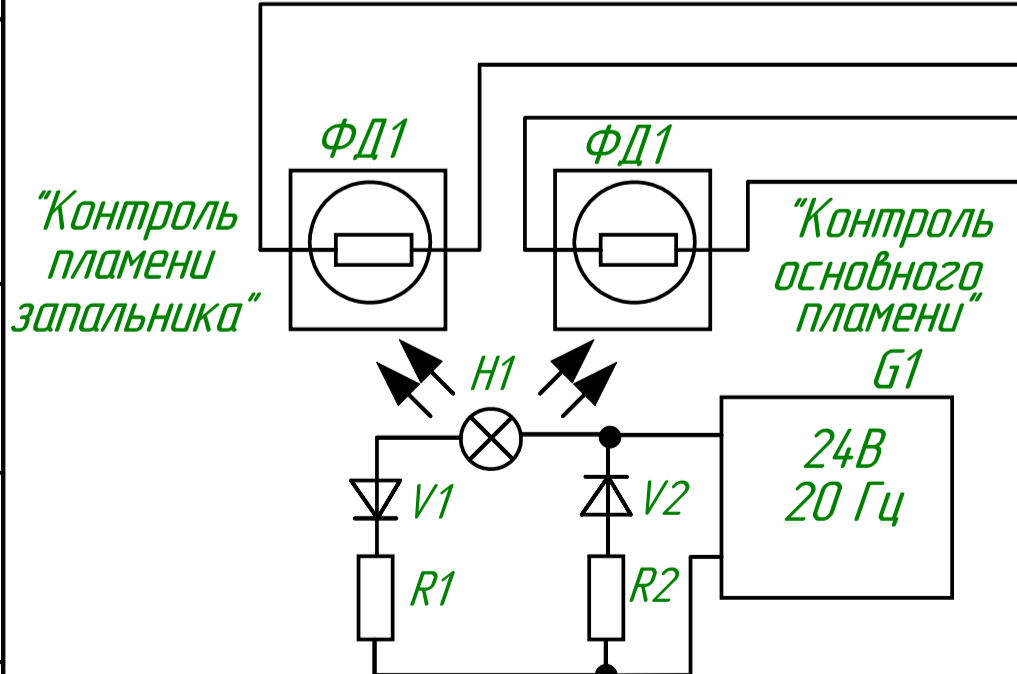 ФД1
ФД1
"Контроль
пламени
запальника"
"Контроль
основного
пламени"
H1
G1
24В
20 Гц
V1
V2
R1
R2